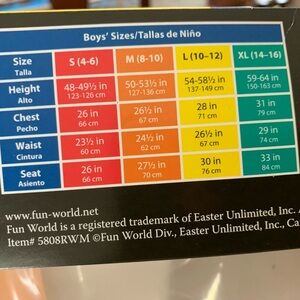 Boys' Sizes/Tallas de Niño
Size Talla S (4-6) M (8-10) L (10-12) XL (14-16)
Height Alto 48-49½ in 123-126 cm 50-53½ in 127-136 cm 54-58½ in 137-149 cm 59-64 in 150-163 cm
Chest Pecho 26 in 66 cm 26½ in 67 cm 28 in 71 cm 31 in 79 cm
Waist Cintura 23½ in 60 cm 24½ in 62 cm 26½ in 67 cm 29 in 74 cm
Seat Asiento 26 in 66 cm 27½ in 70 cm 30 in 76 cm 33 in 84 cm
www.fun-world.net
Fun World is a registered trademark of Easter Unlimited, Inc.
Item# 5808RWM ©Fun World Div., Easter Unlimited, Inc., Ca